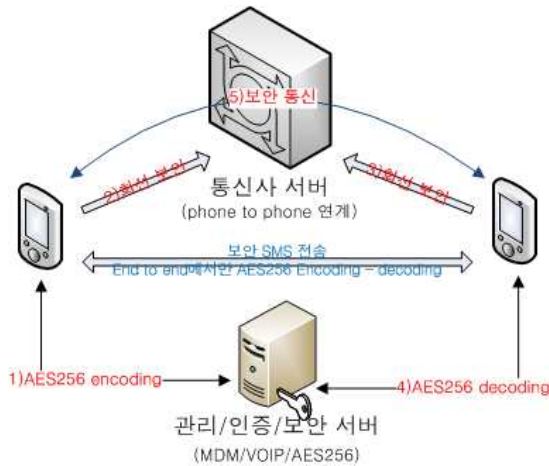 5)보안 통신
2)회선 보안
3)회선 보안
통신사 서버
(phone to phone 연계)
보안 SMS 전송
End to end에서만 AES256 Encoding - decoding
1)AES256 encoding
4)AES256 decoding
관리/인증/보안 서버
(MDM/VOIP/AES256)